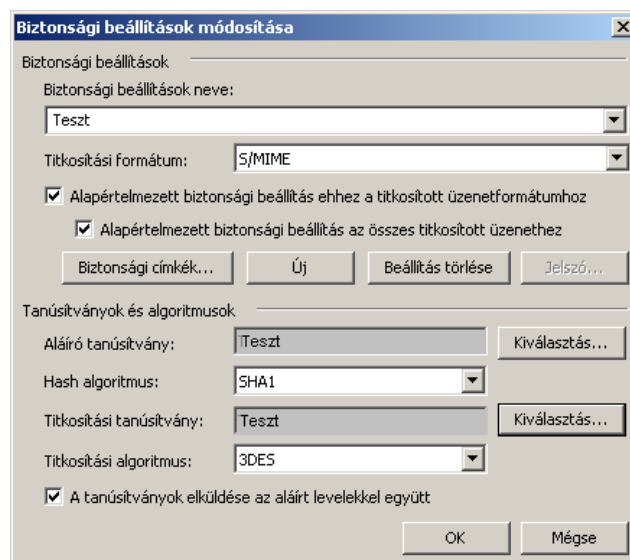 Biztonsági beállítások módosítása
Biztonsági beállítások
Biztonsági beállítások neve:
Teszt
Titkosítási formátum: S/MIME
Alapértelmezett biztonsági beállítás ehhez a titkosított üzenetformátumhoz
Alapértelmezett biztonsági beállítás az összes titkosított üzenethez
Biztonsági címkék... Új Beállítás törlése Jelszó...
Tanúsítványok és algoritmusok
Aláíró tanúsítvány: Teszt Kiválasztás...
Hash algoritmus: SHA1
Titkosítási tanúsítvány: Teszt Kiválasztás...
Titkosítási algoritmus: 3DES
A tanúsítványok elküldése az aláírt levelekkel együtt
OK Mégse